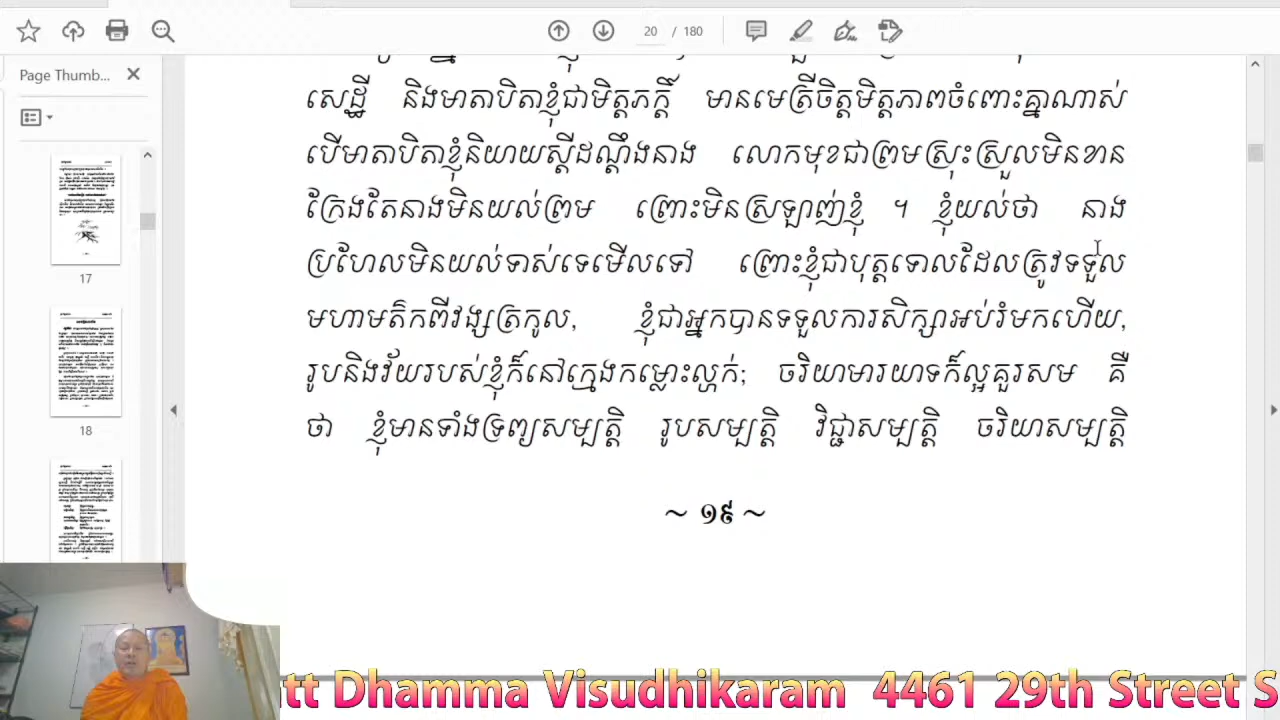 20 / 180
Page Thumb...
សេដ្ឋី និងមាតាបិតាខ្ញុំជាមិត្តភក្ដិ៍ មានមេត្រីចិត្តមិត្តភាពចំពោះគ្នាណាស់
បើមាតាបិតាខ្ញុំនិយាយស្ដីដណ្ដឹងនាង លោកមុខជាព្រមស្រុះស្រួលមិនខាន
ក្រែងតែនាងមិនយល់ព្រម ព្រោះមិនស្រឡាញ់ខ្ញុំ ។ ខ្ញុំយល់ថា នាង
ប្រហែលមិនយល់ទាស់ទេមើលទៅ ព្រោះខ្ញុំជាបុត្តទោលដែលត្រូវទទួល
មហាមត៌កពីវង្សត្រកូល, ខ្ញុំជាអ្នកបានទទួលការសិក្សាអប់រំមកហើយ,
រូបនិងវ័យរបស់ខ្ញុំក៏នៅក្មេងកម្លោះល្ហក់; ចរិយាមារយាទក៏ល្អគួរសម គឺ
ថា ខ្ញុំមានទាំងទ្រព្យសម្បត្តិ រូបសម្បត្តិ វិជ្ជាសម្បត្តិ ចរិយាសម្បត្តិ
~ ១៩ ~
17
18
tt Dhamma Visudhikaram 4461 29th Street S